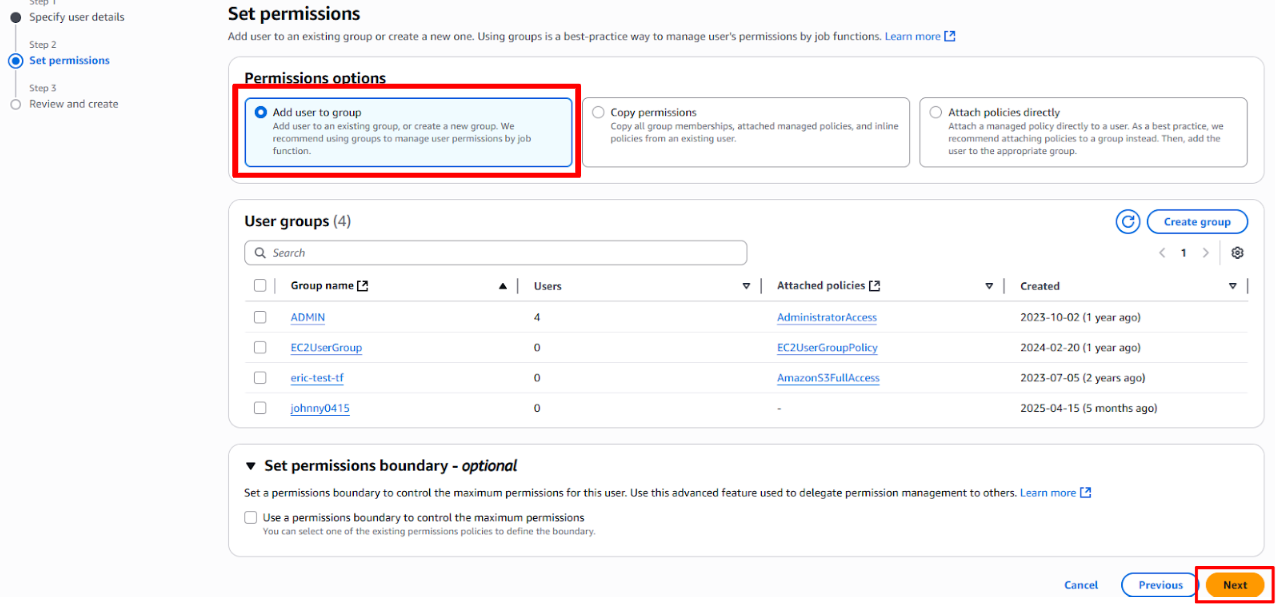 Step 1
Specify user details
Step 2
Set permissions
Step 3
Review and create
Set permissions
Add user to an existing group or create a new one. Using groups is a best-practice way to manage user's permissions by job functions. Learn more
Permissions options
Add user to group
Add user to an existing group, or create a new group. We
recommend using groups to manage user permissions by job
function.
Copy permissions
Copy all group memberships, attached managed policies, and inline
policies from an existing user.
Attach policies directly
Attach a managed policy directly to a user. As a best practice, we
recommend attaching policies to a group instead. Then, add the
user to the appropriate group.
User groups (4)
Create group
Search
1
Group name Users Attached policies Created
ADMIN 4 AdministratorAccess 2023-10-02 (1 year ago)
EC2UserGroup 0 EC2UserGroupPolicy 2024-02-20 (1 year ago)
eric-test-tf 0 AmazonS3FullAccess 2023-07-05 (2 years ago)
johnny0415 0 - 2025-04-15 (5 months ago)
Set permissions boundary - optional
Set a permissions boundary to control the maximum permissions for this user. Use this advanced feature used to delegate permission management to others. Learn more
Use a permissions boundary to control the maximum permissions
You can select one of the existing permissions policies to define the boundary.
Cancel Previous Next